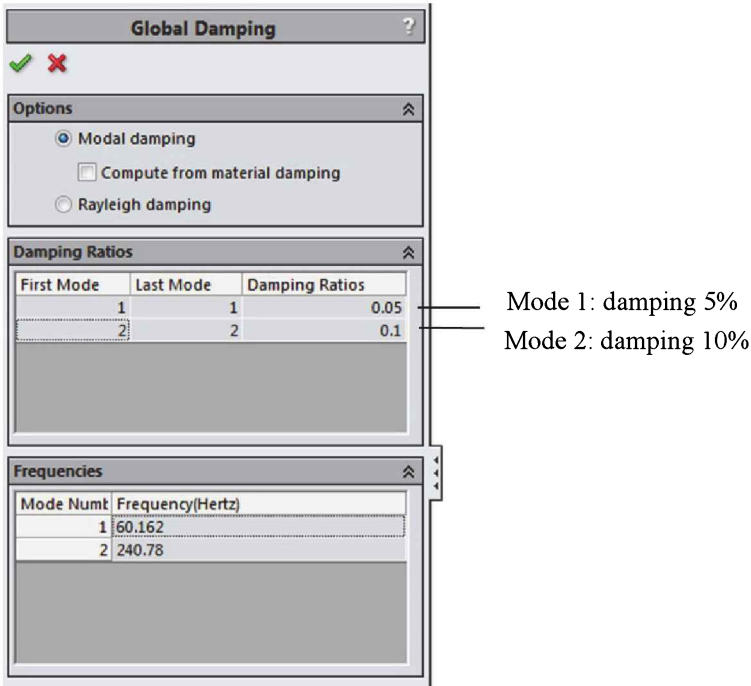 Global Damping ?
Options
Modal damping
Compute from material damping
Rayleigh damping
Damping Ratios
First Mode Last Mode Damping Ratios
1 1 0.05
2 2 0.1
Mode 1: damping 5%
Mode 2: damping 10%
Frequencies
Mode Numt Frequency(Hertz)
1 60.162
2 240.78